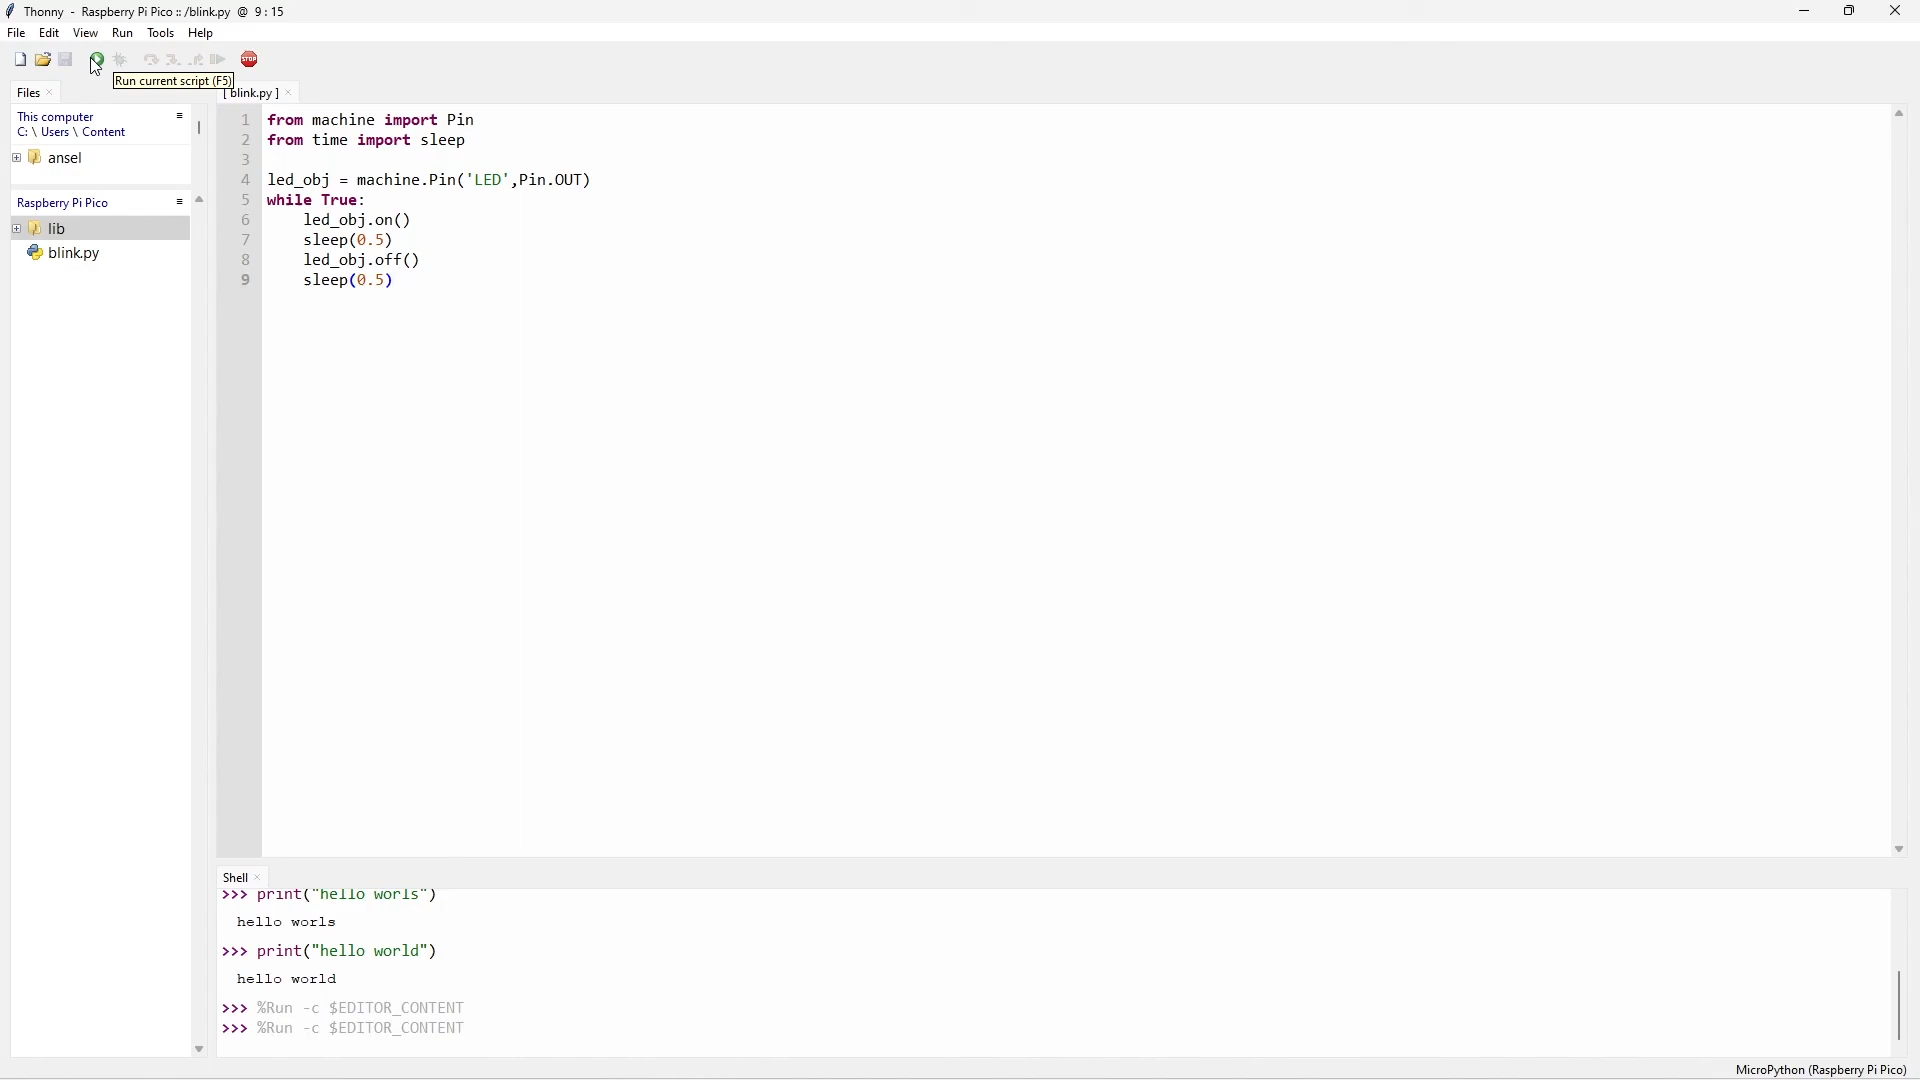 Thonny - Raspberry Pi Pico :: /blink.py @ 9 : 15
File Edit View Run Tools Help
STOP
Run current script (F5)
Files
[ blink.py ]
This computer
C: \ Users \ Content
ansel
Raspberry Pi Pico
lib
blink.py
1 from machine import Pin
2 from time import sleep
3
4 led_obj = machine.Pin('LED',Pin.OUT)
5 while True:
6 led_obj.on()
7 sleep(0.5)
8 led_obj.off()
9 sleep(0.5)
Shell
>>> print("hello worls")
hello worls
>>> print("hello world")
hello world
>>> %Run -c $EDITOR_CONTENT
>>> %Run -c $EDITOR_CONTENT
MicroPython (Raspberry Pi Pico)